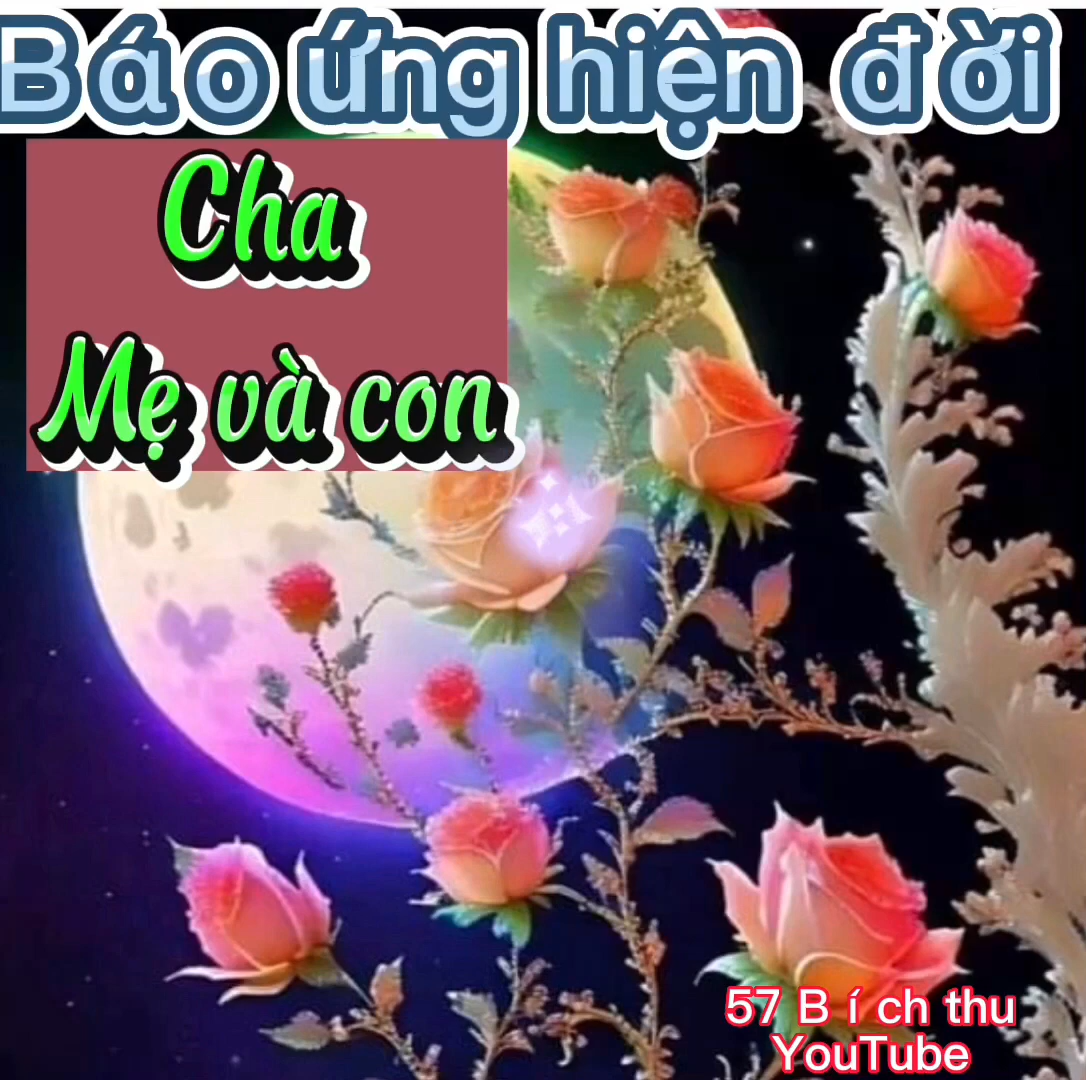 Báo ứng hiện đời
Cha
Mẹ và con
57 B í ch thu
YouTube